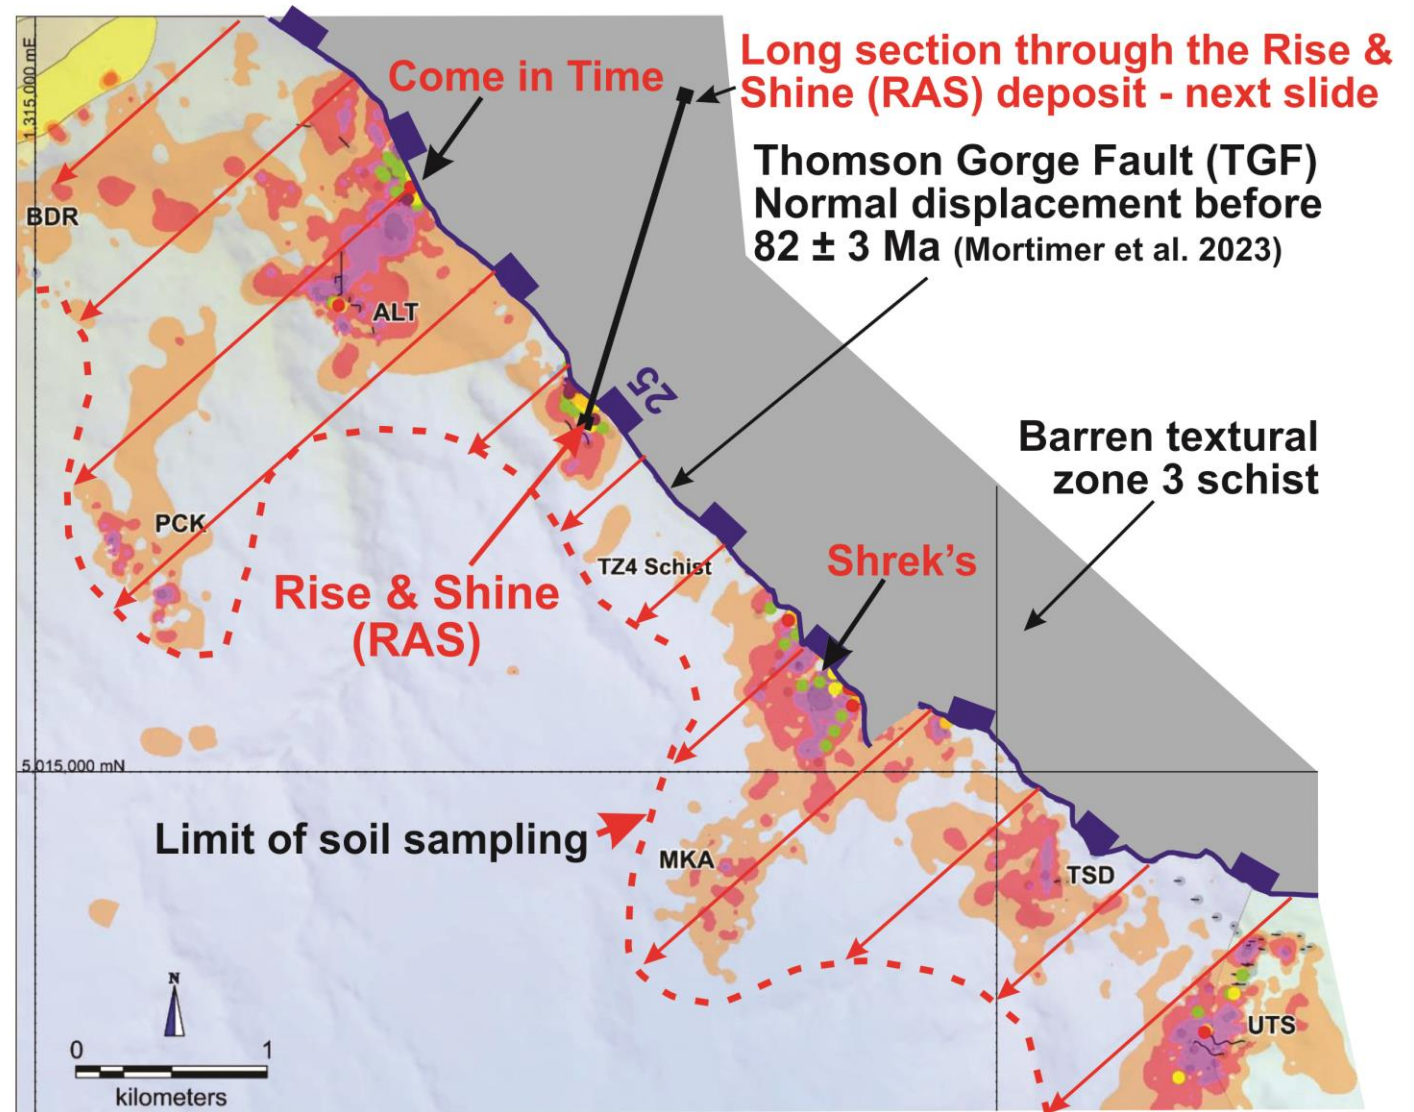 1,315,000 mE
Come in Time
Long section through the Rise &
Shine (RAS) deposit - next slide
Thomson Gorge Fault (TGF)
Normal displacement before
82 ± 3 Ma (Mortimer et al. 2023)
BDR
ALT
25
Barren textural
zone 3 schist
PCK
TZ4 Schist
Shrek's
Rise & Shine
(RAS)
5,015,000 mN
Limit of soil sampling
MKA
TSD
N
UTS
0 1
kilometers